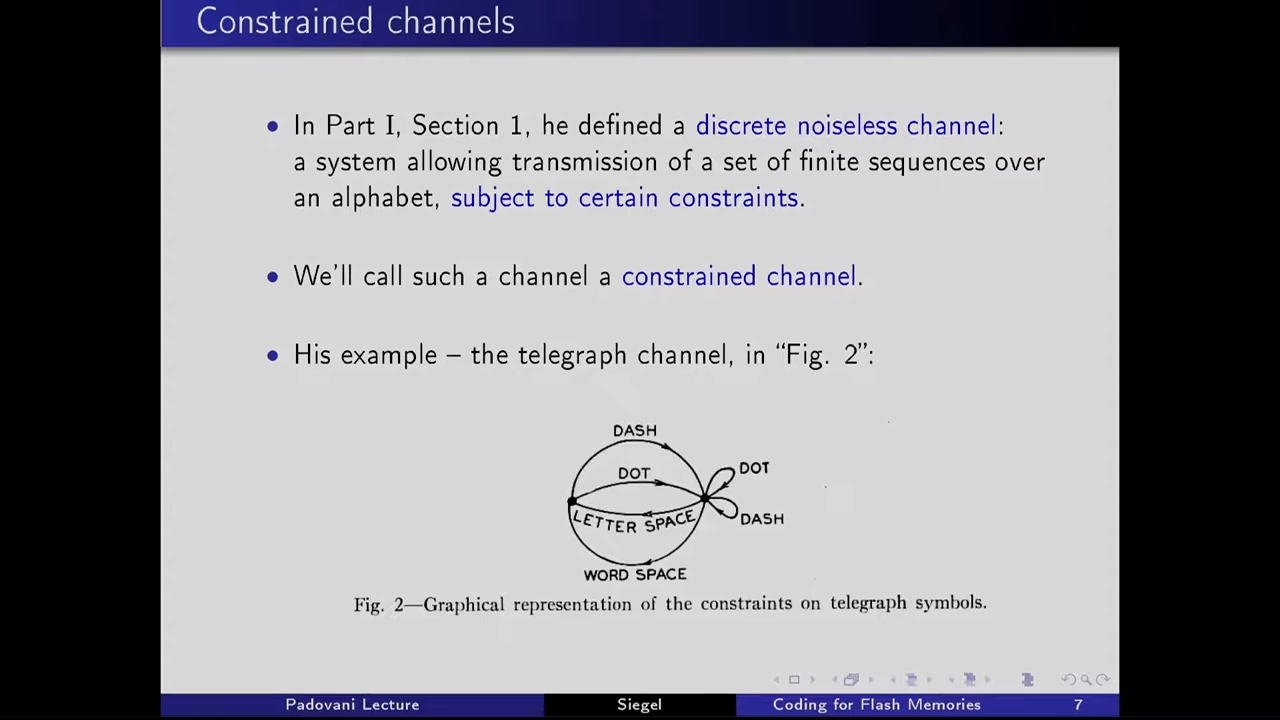 Constrained channels
• In Part I, Section 1, he defined a discrete noiseless channel:
a system allowing transmission of a set of finite sequences over
an alphabet, subject to certain constraints.
• We'll call such a channel a constrained channel.
• His example – the telegraph channel, in “Fig. 2”:
DASH
DOT
DOT
LETTER SPACE
DASH
WORD SPACE
Fig. 2—Graphical representation of the constraints on telegraph symbols.
Padovani Lecture
Siegel
Coding for Flash Memories
7